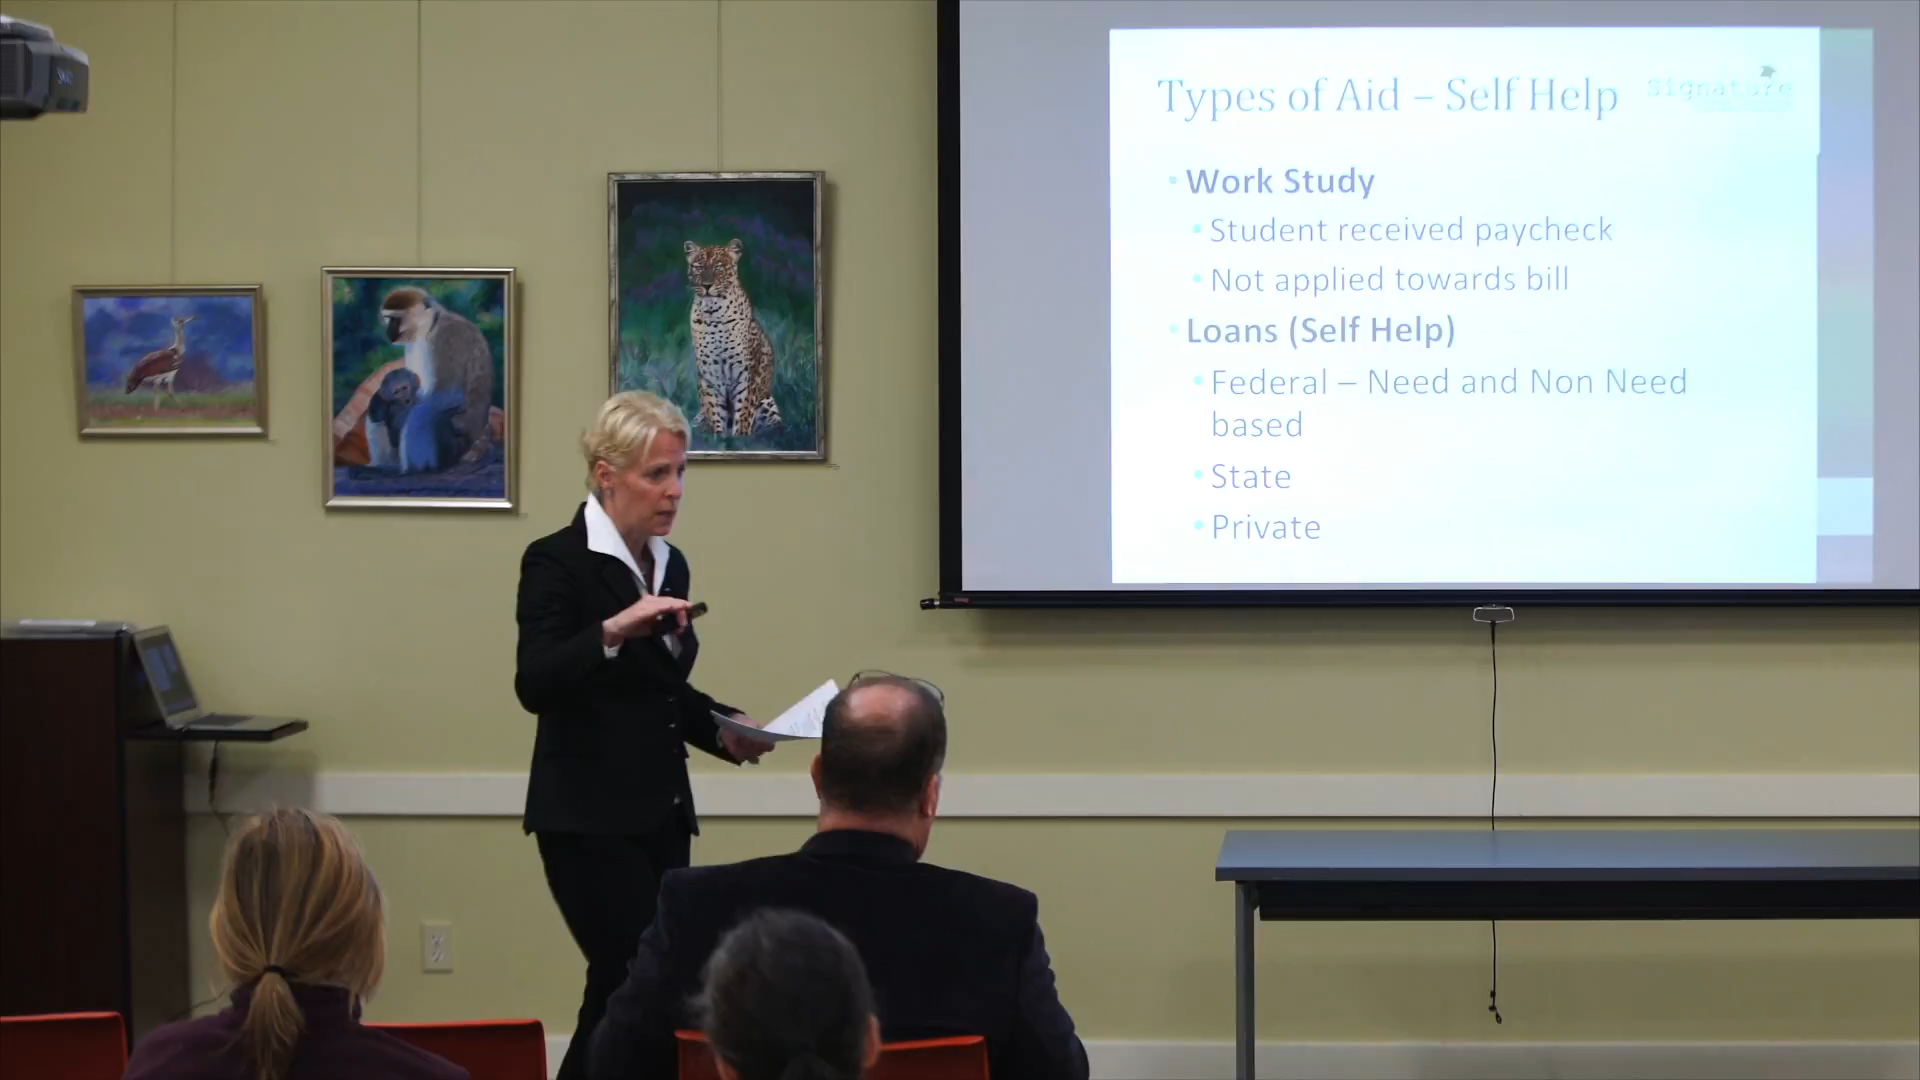 Types of Aid – Self Help
Signature
• Work Study
• Student received paycheck
• Not applied towards bill
• Loans (Self Help)
• Federal – Need and Non Need
based
• State
• Private